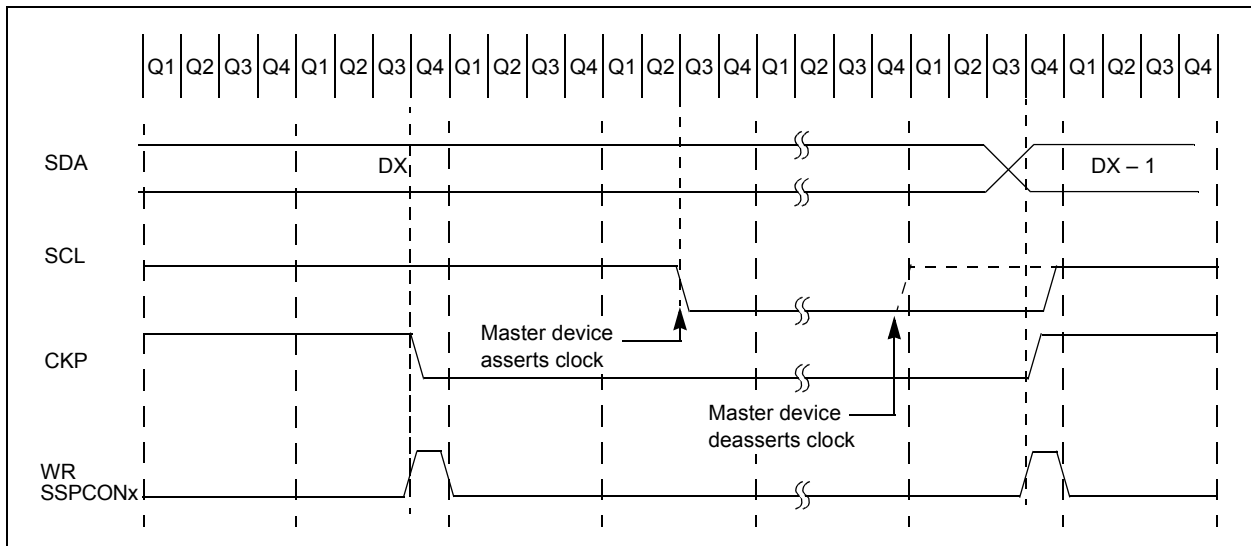 Q1 Q2 Q3 Q4 Q1 Q2 Q3 Q4 Q1 Q2 Q3 Q4 Q1 Q2 Q3 Q4 Q1 Q2 Q3 Q4 Q1 Q2 Q3 Q4 Q1 Q2 Q3 Q4
SDA
DX
DX – 1
SCL
Master device
asserts clock
CKP
Master device
deasserts clock
WR
SSPCONx